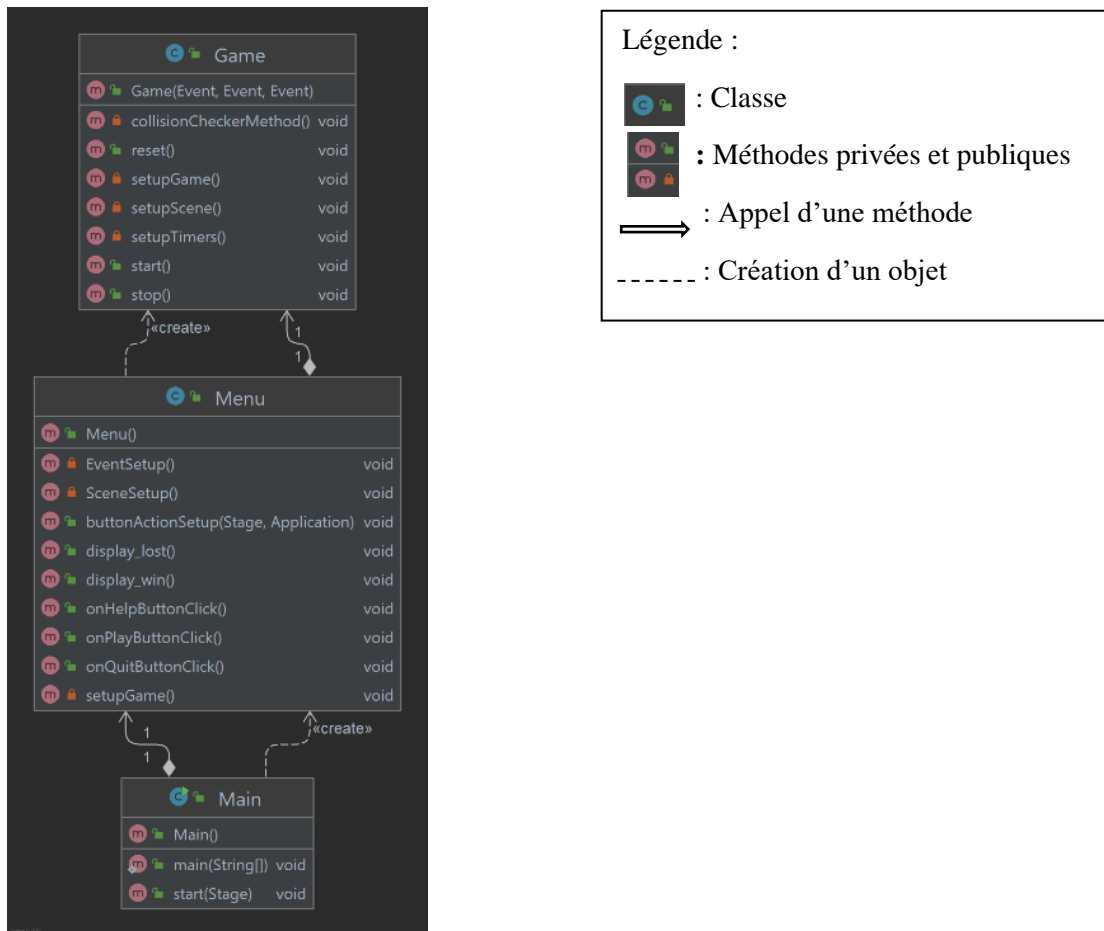 Game
Game(Event, Event, Event)
collisionCheckerMethod() void
reset() void
setupGame() void
setupScene() void
setupTimers() void
start() void
stop() void
«create»
1
1
Menu
Menu()
EventSetup() void
SceneSetup() void
buttonActionSetup(Stage, Application) void
display_lost() void
display_win() void
onHelpButtonClick() void
onPlayButtonClick() void
onQuitButtonClick() void
setupGame() void
1
1
«create»
Main
Main()
main(String[]) void
start(Stage) void
Légende :
: Classe
: Méthodes privées et publiques
: Appel d’une méthode
: Création d’un objet